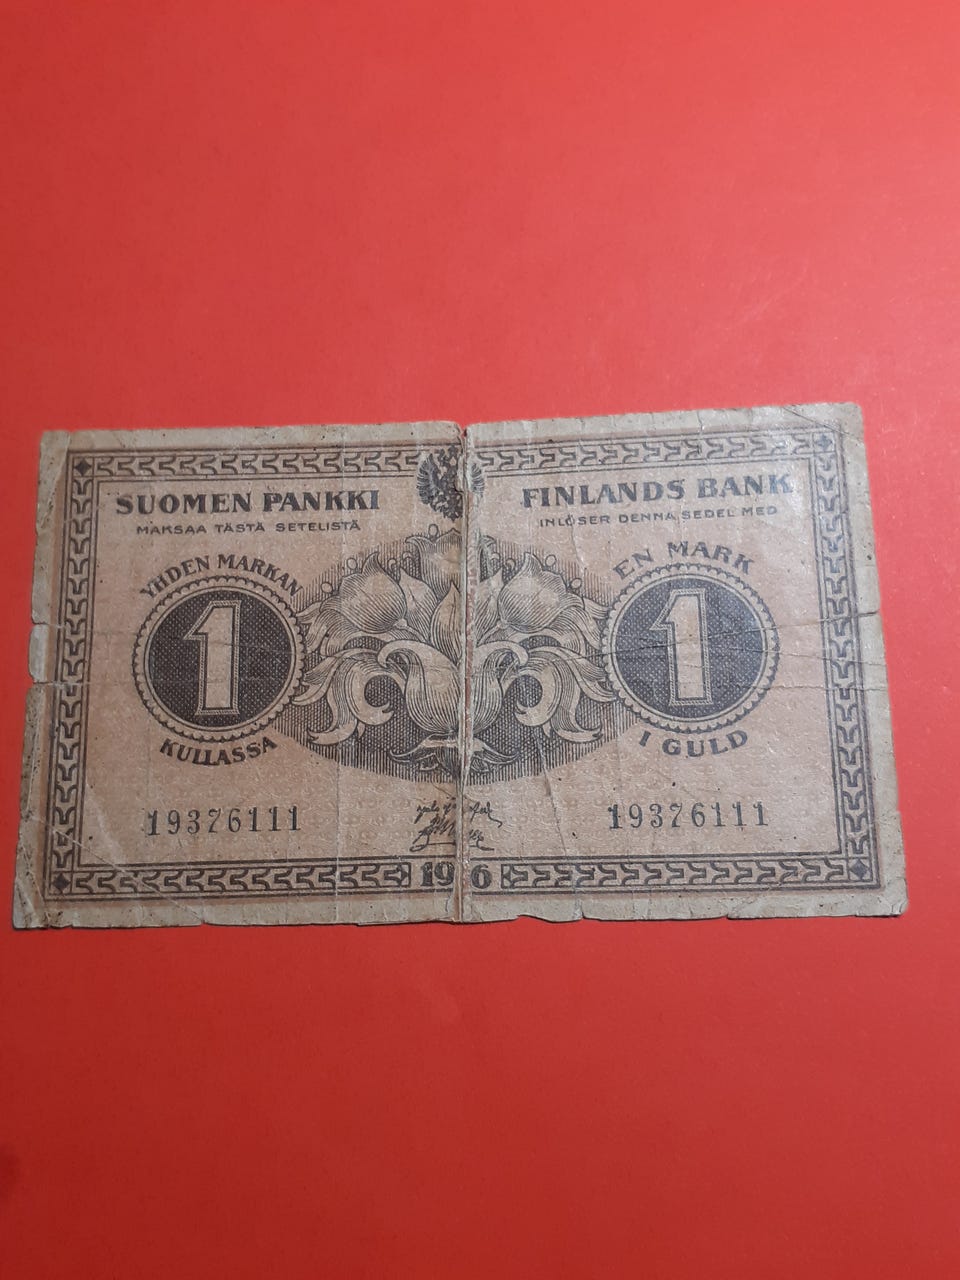 SUOMEN PANKKI
MAKSAA TÄSTÄ SETELISTÄ
YHDEN MARKAN
1
KULLASSA
19376111
FINLANDS BANK
INLÖSER DENNA SEDEL MED
EN MARK
1
I GULD
19376111